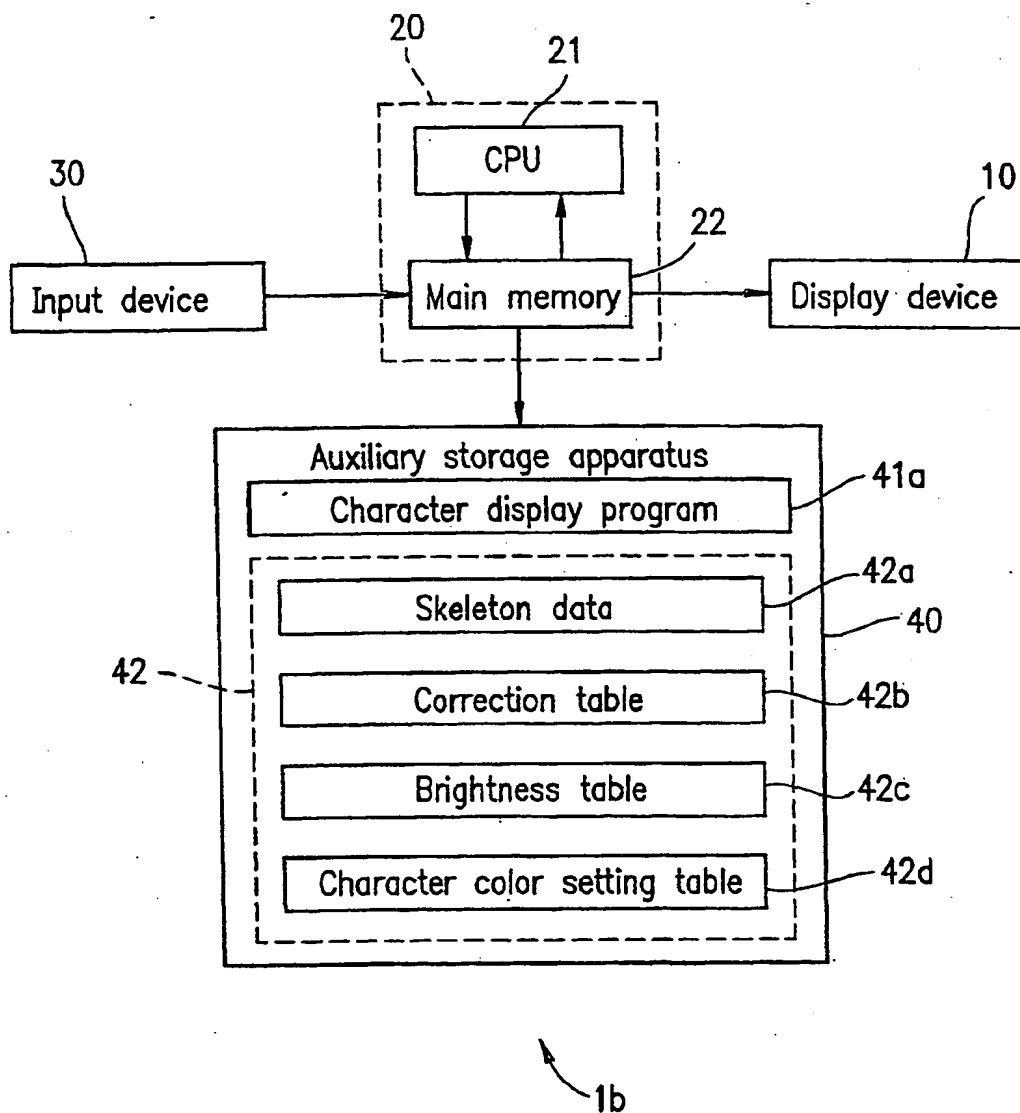 20
21
CPU
30
10
22
Input device
Main memory
Display device
Auxiliary storage apparatus
41a
Character display program
42a
Skeleton data
40
42
Correction table
42b
Brightness table
42c
Character color setting table
42d
1b